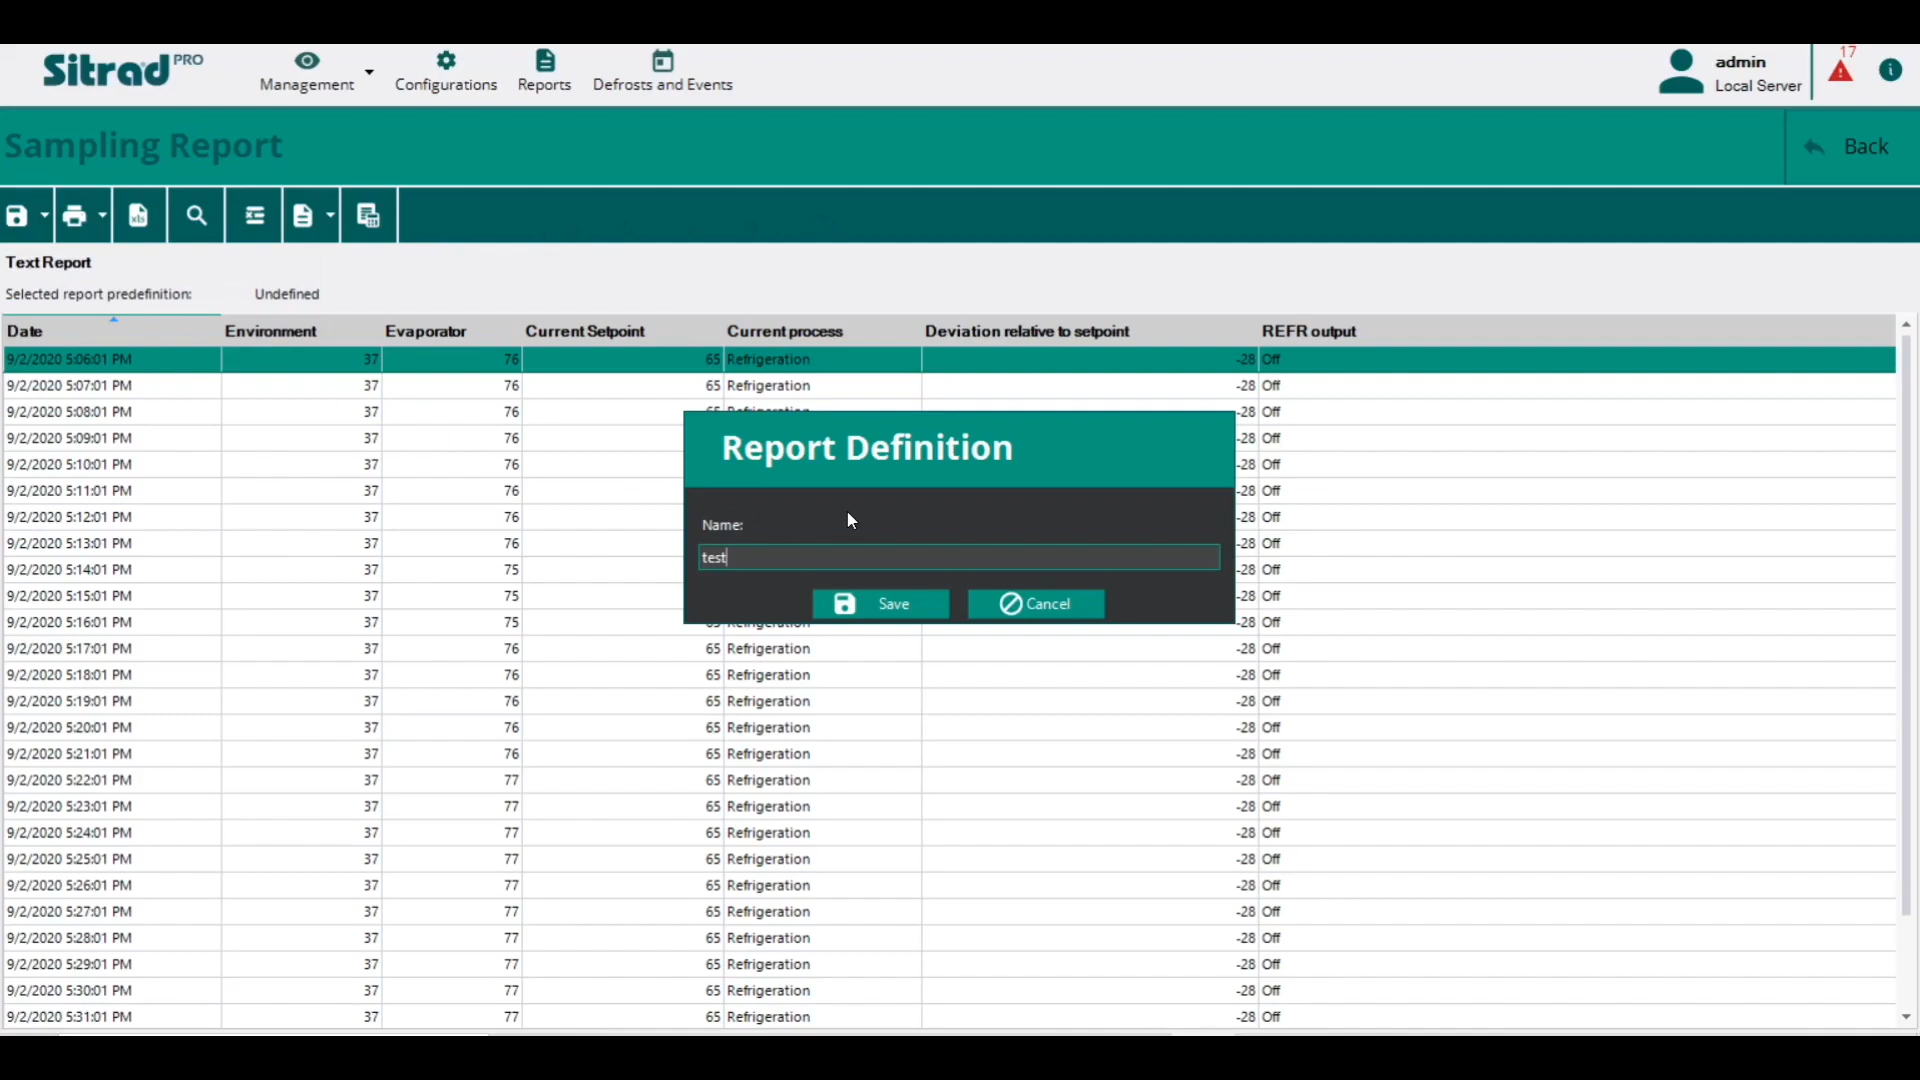 Sitrad PRO
Management
Configurations
Reports
Defrosts and Events
admin
Local Server
17
Sampling Report
Back
xls
Text Report
Selected report predefinition: Undefined
Date Environment Evaporator Current Setpoint Current process Deviation relative to setpoint REFR output
9/2/2020 5:06:01 PM 37 76 65 Refrigeration -28 Off
9/2/2020 5:07:01 PM 37 76 65 Refrigeration -28 Off
9/2/2020 5:08:01 PM 37 76 65 Refrigeration -28 Off
9/2/2020 5:09:01 PM 37 76 -28 Off
9/2/2020 5:10:01 PM 37 76 -28 Off
9/2/2020 5:11:01 PM 37 76 -28 Off
9/2/2020 5:12:01 PM 37 76 -28 Off
9/2/2020 5:13:01 PM 37 76 -28 Off
9/2/2020 5:14:01 PM 37 75 -28 Off
9/2/2020 5:15:01 PM 37 75 -28 Off
9/2/2020 5:16:01 PM 37 75 65 Refrigeration -28 Off
9/2/2020 5:17:01 PM 37 76 65 Refrigeration -28 Off
9/2/2020 5:18:01 PM 37 76 65 Refrigeration -28 Off
9/2/2020 5:19:01 PM 37 76 65 Refrigeration -28 Off
9/2/2020 5:20:01 PM 37 76 65 Refrigeration -28 Off
9/2/2020 5:21:01 PM 37 76 65 Refrigeration -28 Off
9/2/2020 5:22:01 PM 37 77 65 Refrigeration -28 Off
9/2/2020 5:23:01 PM 37 77 65 Refrigeration -28 Off
9/2/2020 5:24:01 PM 37 77 65 Refrigeration -28 Off
9/2/2020 5:25:01 PM 37 77 65 Refrigeration -28 Off
9/2/2020 5:26:01 PM 37 77 65 Refrigeration -28 Off
9/2/2020 5:27:01 PM 37 77 65 Refrigeration -28 Off
9/2/2020 5:28:01 PM 37 77 65 Refrigeration -28 Off
9/2/2020 5:29:01 PM 37 77 65 Refrigeration -28 Off
9/2/2020 5:30:01 PM 37 77 65 Refrigeration -28 Off
9/2/2020 5:31:01 PM 37 77 65 Refrigeration -28 Off
Report Definition
Name:
test
Save
Cancel